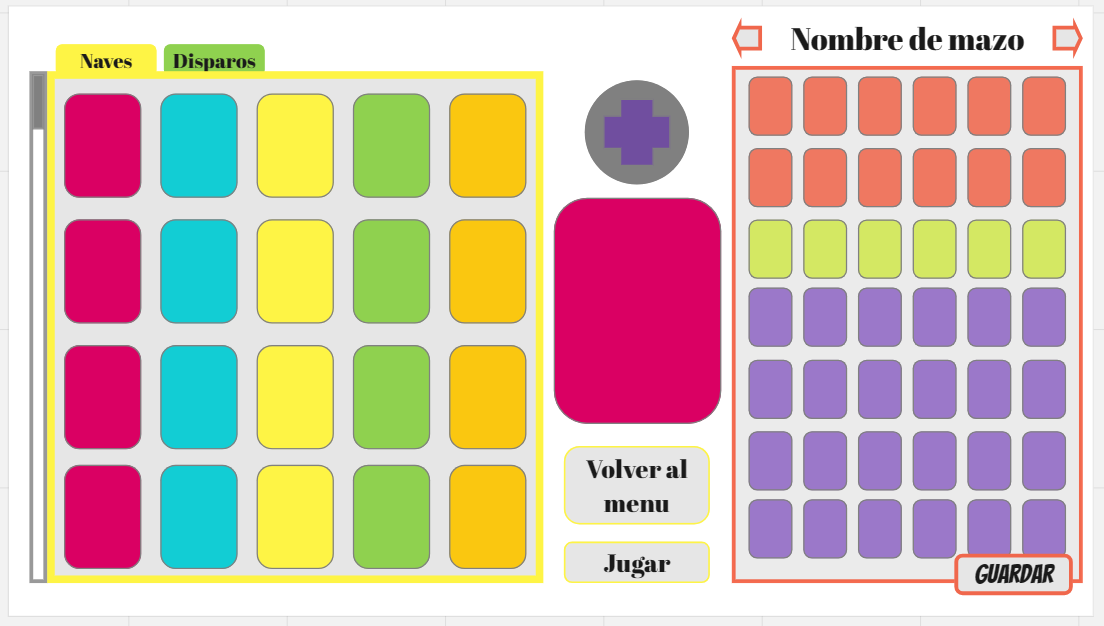 Naves
Disparos
Nombre de mazo
Volver al
menu
Jugar
GUARDAR